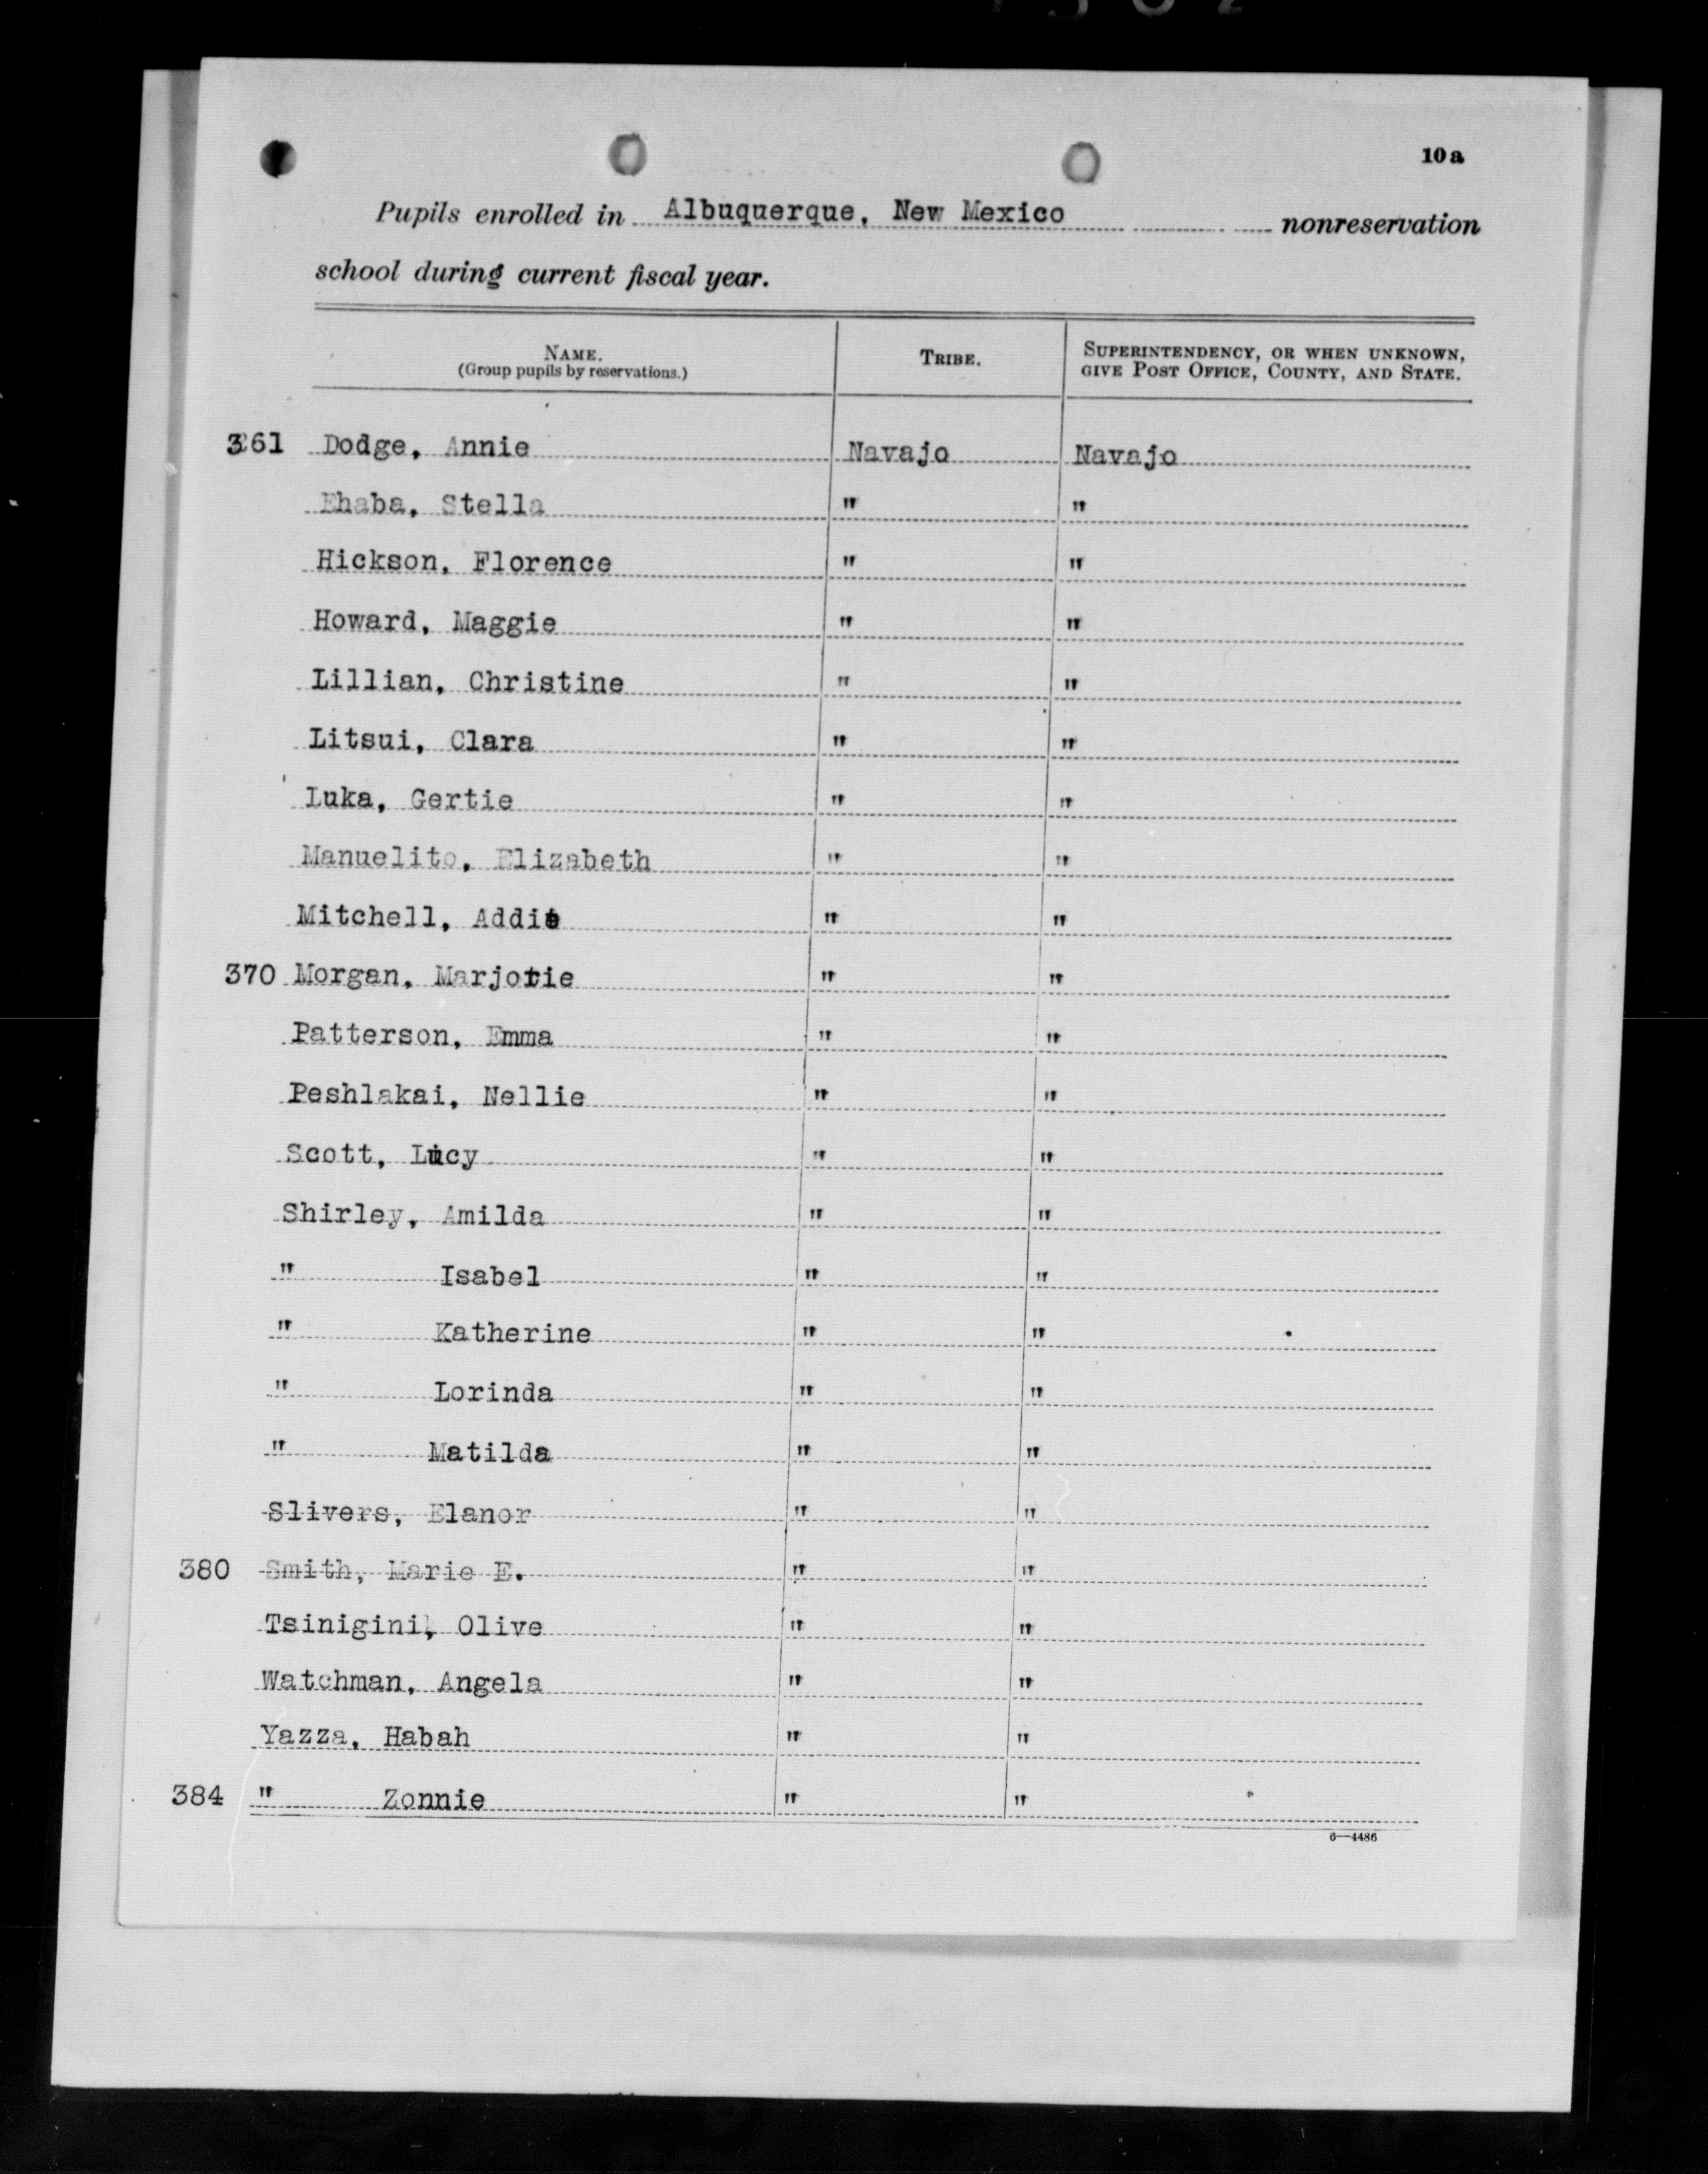 10a
Pupils enrolled in Albuquerque, New Mexico nonreservation
school during current fiscal year.
NAME. TRIBE. SUPERINTENDENCY, OR WHEN UNKNOWN,
(Group pupils by reservations.) GIVE POST OFFICE, COUNTY, AND STATE.
361 Dodge, Annie Navajo Navajo
Ehaba, Stella " "
Hickson, Florence " "
Howard, Maggie " "
Lillian, Christine " "
Litsui, Clara " "
Luka, Gertie " "
Manuelito, Elizabeth " "
Mitchell, Addie " "
370 Morgan, Marjorie " "
Patterson, Emma " "
Peshlakai, Nellie " "
Scott, Lucy " "
Shirley, Amilda " "
" Isabel " "
" Katherine " "
" Lorinda " "
" Matilda " "
Slivers, Elanor " "
380 Smith, Marie E. " "
Tsinigini, Olive " "
Watchman, Angela " "
Yazza, Habah " "
384 " Zonnie " "
6—4486